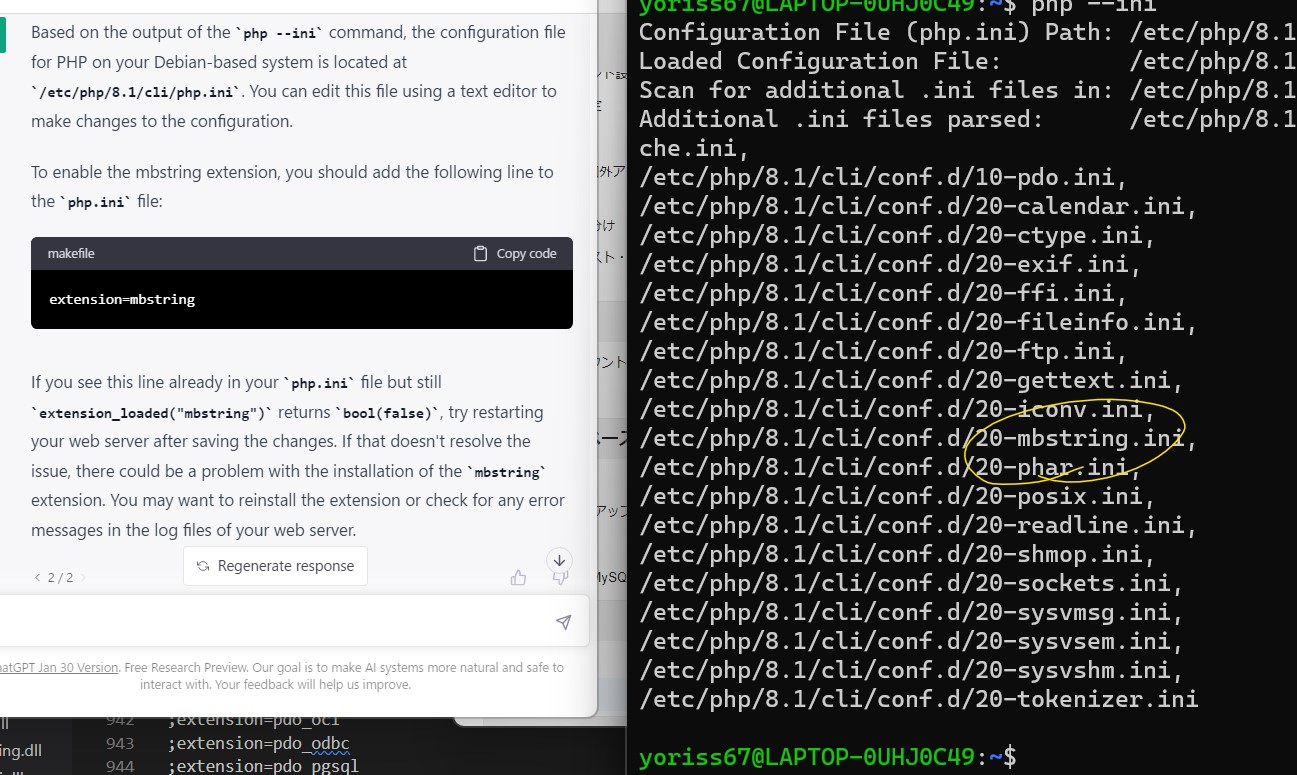 Based on the output of the `php --ini` command, the configuration file
for PHP on your Debian-based system is located at
`/etc/php/8.1/cli/php.ini`. You can edit this file using a text editor to
make changes to the configuration.
To enable the mbstring extension, you should add the following line to
the `php.ini` file:
makefile
Copy code
extension=mbstring
If you see this line already in your `php.ini` file but still
`extension_loaded("mbstring")` returns `bool(false)`, try restarting
your web server after saving the changes. If that doesn't resolve the
issue, there could be a problem with the installation of the `mbstring`
extension. You may want to reinstall the extension or check for any error
messages in the log files of your web server.
Regenerate response
2 / 2
hatGPT Jan 30 Version. Free Research Preview. Our goal is to make AI systems more natural and safe to
interact with. Your feedback will help us improve.
942 ;extension=pdo_oci
943 ;extension=pdo_odbc
944 ;extension=pdo_pgsql
ing.dll
外ア
分け
スト・
ウント
ース
アップ
MySQ
yoriss67@LAPTOP-0UHJ0C49:~$ php --ini
Configuration File (php.ini) Path: /etc/php/8.1
Loaded Configuration File: /etc/php/8.1
Scan for additional .ini files in: /etc/php/8.1
Additional .ini files parsed: /etc/php/8.1
che.ini,
/etc/php/8.1/cli/conf.d/10-pdo.ini,
/etc/php/8.1/cli/conf.d/20-calendar.ini,
/etc/php/8.1/cli/conf.d/20-ctype.ini,
/etc/php/8.1/cli/conf.d/20-exif.ini,
/etc/php/8.1/cli/conf.d/20-ffi.ini,
/etc/php/8.1/cli/conf.d/20-fileinfo.ini,
/etc/php/8.1/cli/conf.d/20-ftp.ini,
/etc/php/8.1/cli/conf.d/20-gettext.ini,
/etc/php/8.1/cli/conf.d/20-iconv.ini,
/etc/php/8.1/cli/conf.d/20-mbstring.ini,
/etc/php/8.1/cli/conf.d/20-phar.ini,
/etc/php/8.1/cli/conf.d/20-posix.ini,
/etc/php/8.1/cli/conf.d/20-readline.ini,
/etc/php/8.1/cli/conf.d/20-shmop.ini,
/etc/php/8.1/cli/conf.d/20-sockets.ini,
/etc/php/8.1/cli/conf.d/20-sysvmsg.ini,
/etc/php/8.1/cli/conf.d/20-sysvsem.ini,
/etc/php/8.1/cli/conf.d/20-sysvshm.ini,
/etc/php/8.1/cli/conf.d/20-tokenizer.ini
yoriss67@LAPTOP-0UHJ0C49:~$